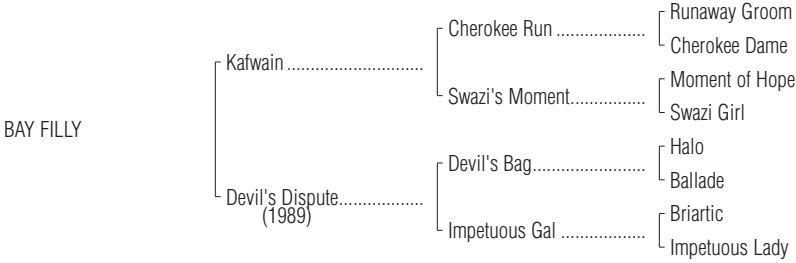 Runaway Groom
Cherokee Run ...................
Cherokee Dame
Kafwain .............................
Moment of Hope
Swazi's Moment................
Swazi Girl
BAY FILLY
Halo
Devil's Bag........................
Ballade
Devil's Dispute..................
(1989)
Briartic
Impetuous Gal ..................
Impetuous Lady